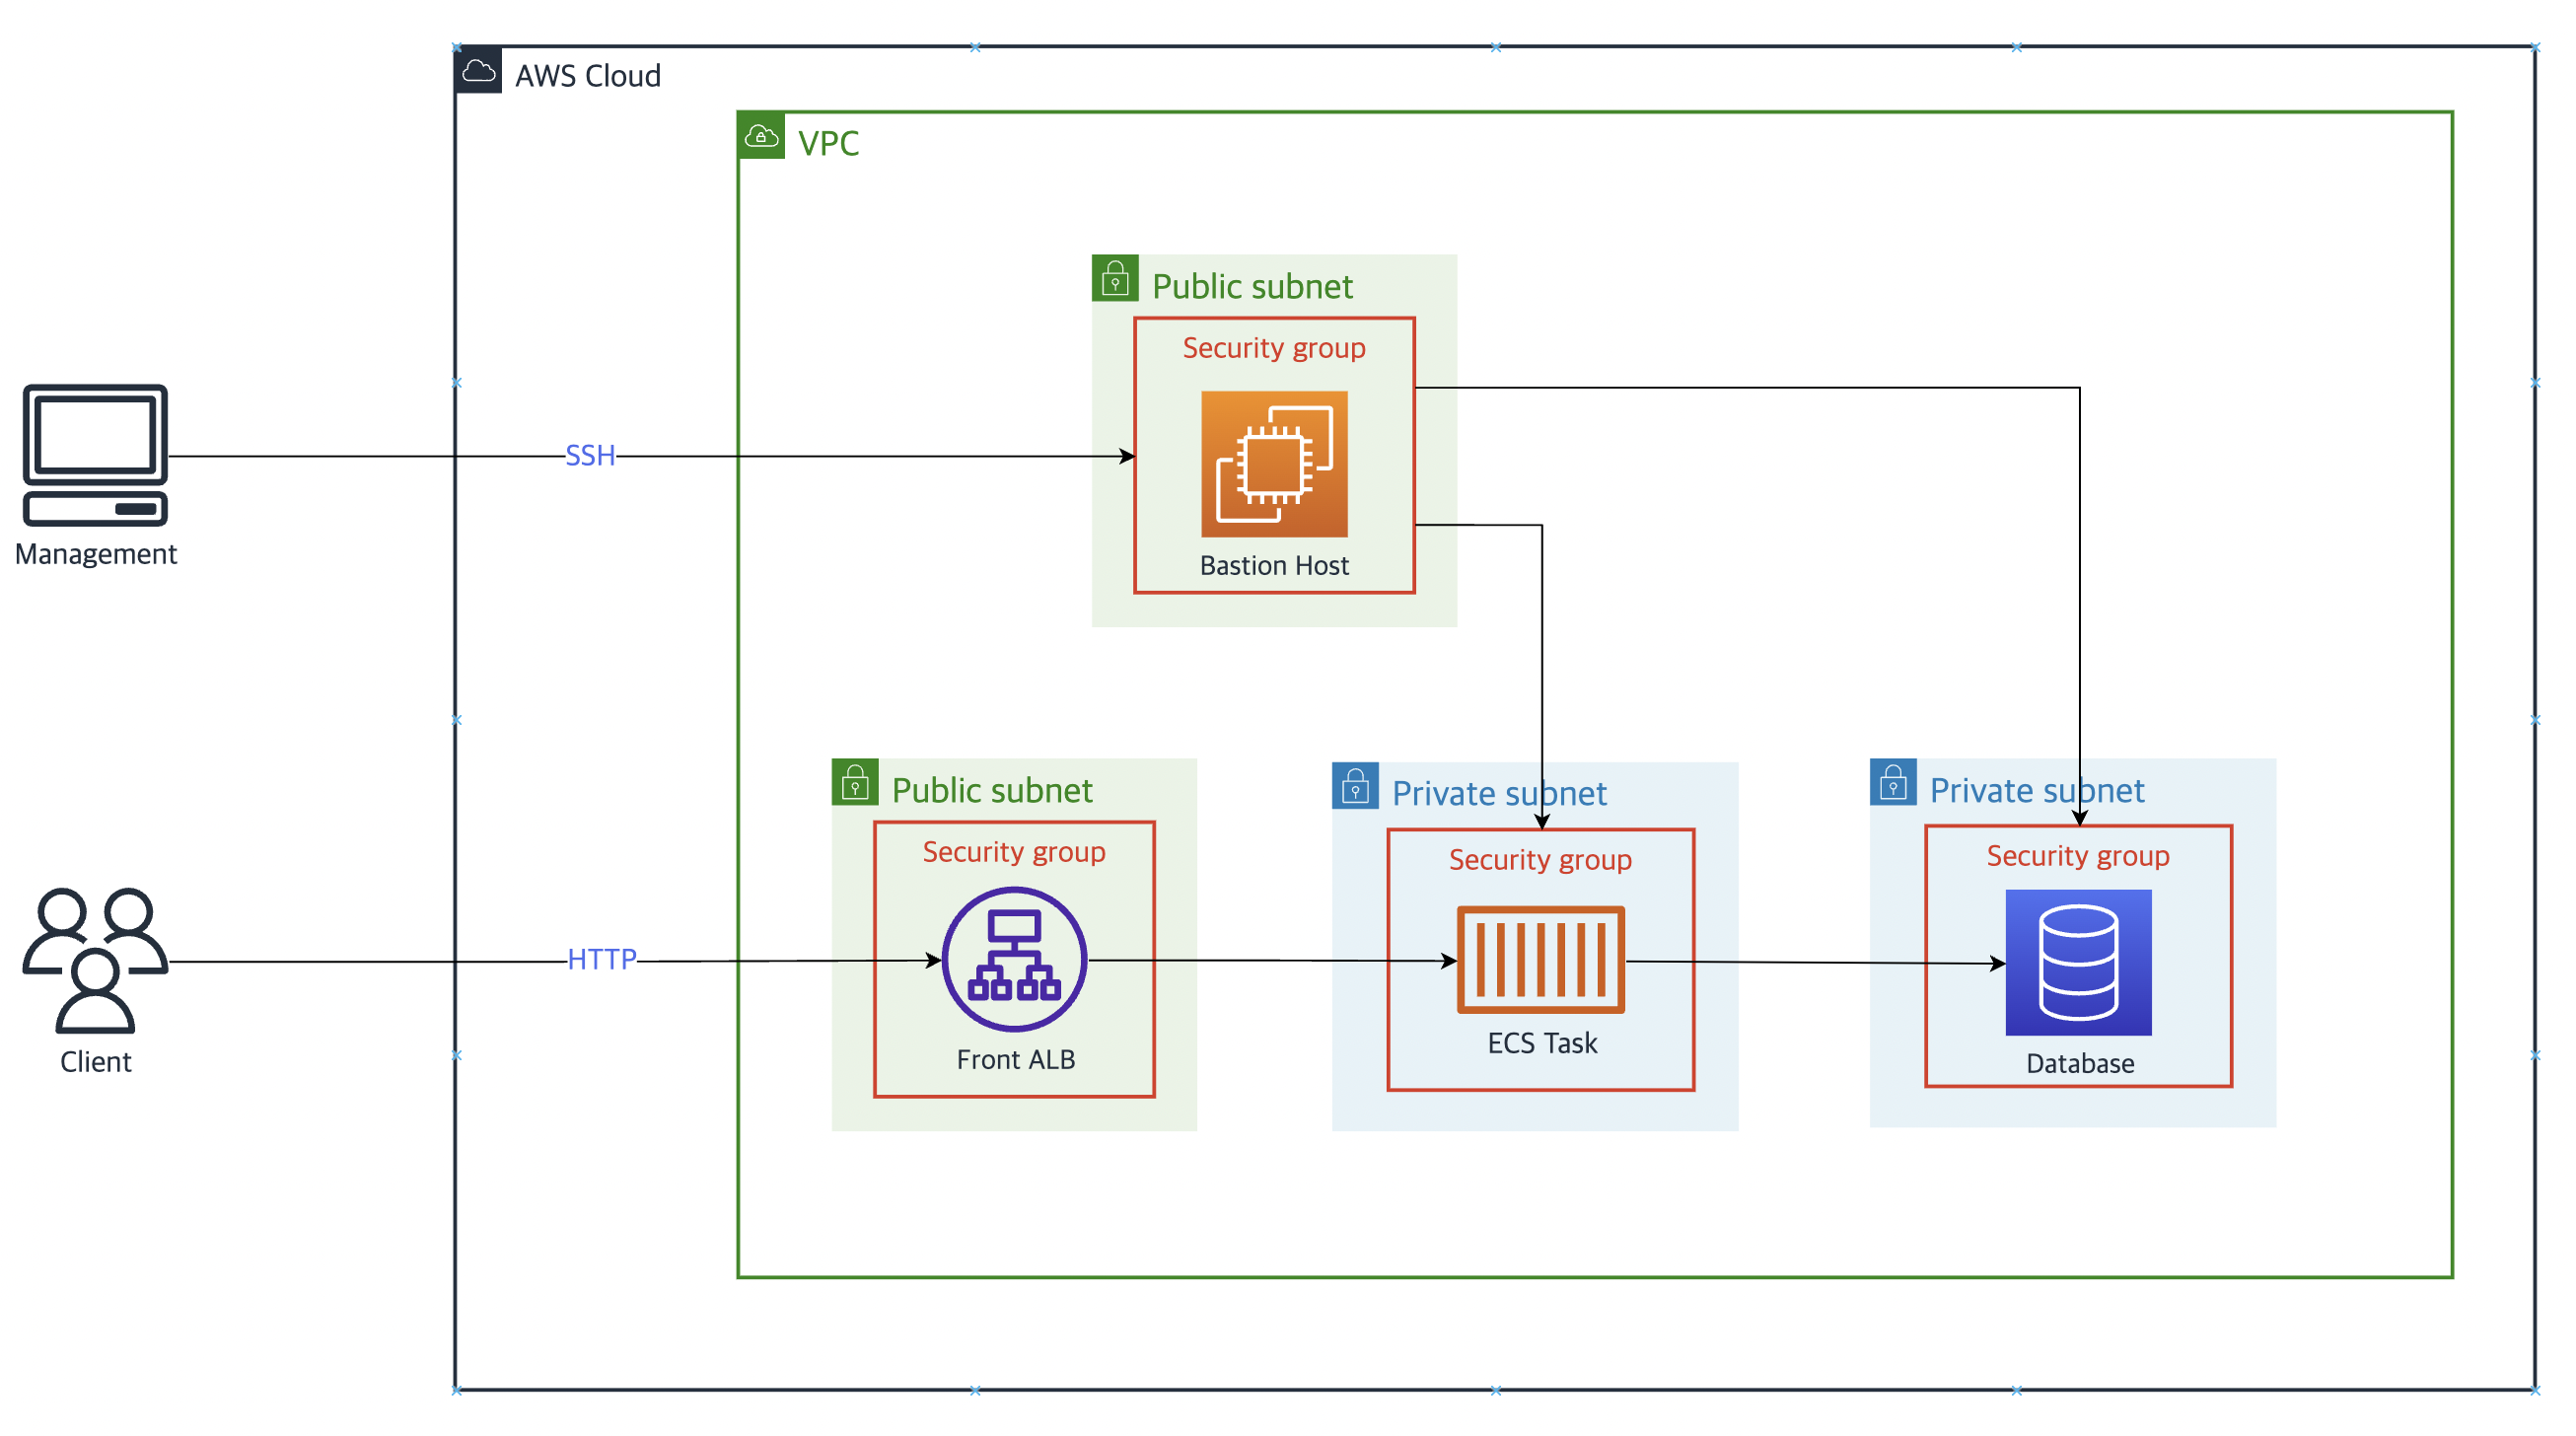 AWS Cloud
VPC
Public subnet
Security group
Bastion Host
SSH
Management
Public subnet
Security group
Front ALB
Private subnet
Security group
ECS Task
Private subnet
Security group
Database
HTTP
Client